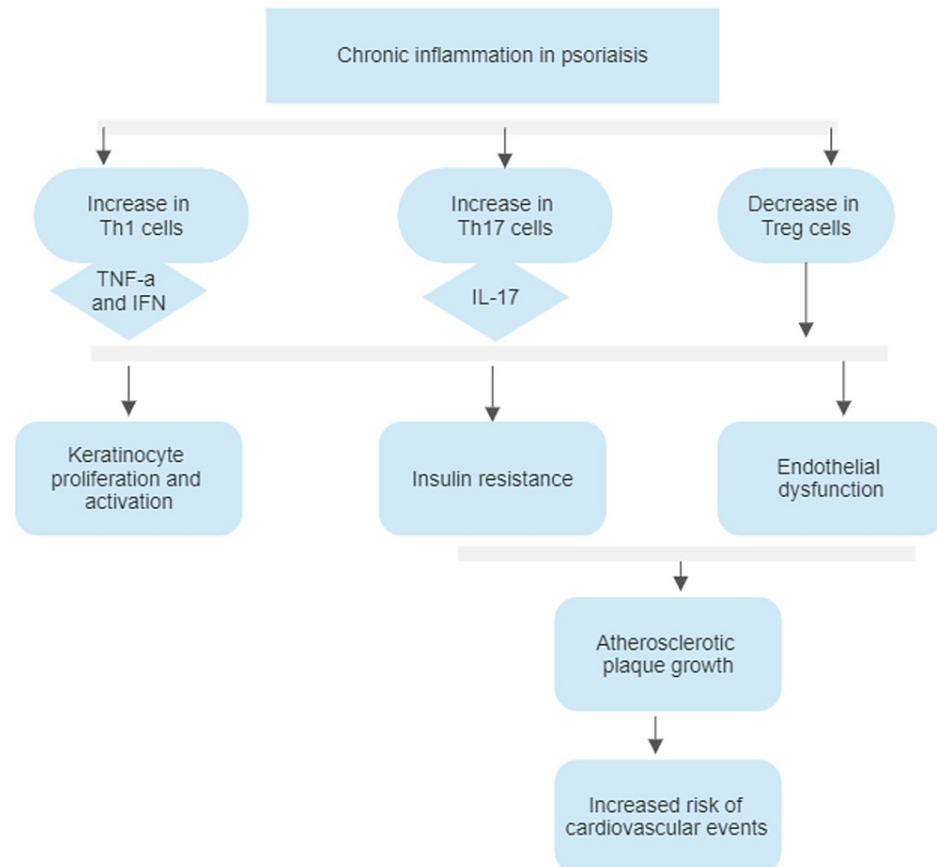 Chronic inflammation in psoriaisis
Increase in
Th1 cells
Increase in
Th17 cells
Decrease in
Treg cells
TNF-a
and IFN
IL-17
Keratinocyte
proliferation and
activation
Insulin resistance
Endothelial
dysfunction
Atherosclerotic
plaque growth
Increased risk of
cardiovascular events